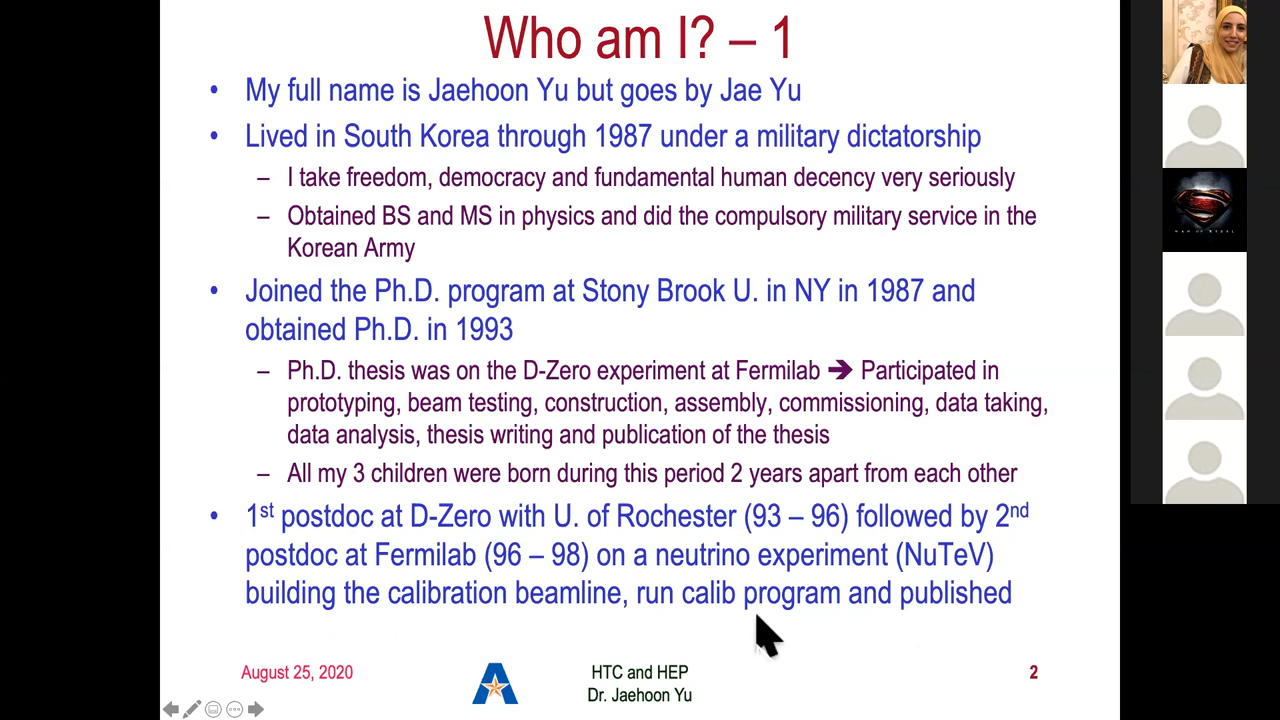 Who am I? – 1
• My full name is Jaehoon Yu but goes by Jae Yu
• Lived in South Korea through 1987 under a military dictatorship
– I take freedom, democracy and fundamental human decency very seriously
– Obtained BS and MS in physics and did the compulsory military service in the
Korean Army
• Joined the Ph.D. program at Stony Brook U. in NY in 1987 and
obtained Ph.D. in 1993
– Ph.D. thesis was on the D-Zero experiment at Fermilab ➔ Participated in
prototyping, beam testing, construction, assembly, commissioning, data taking,
data analysis, thesis writing and publication of the thesis
– All my 3 children were born during this period 2 years apart from each other
• 1st postdoc at D-Zero with U. of Rochester (93 – 96) followed by 2nd
postdoc at Fermilab (96 – 98) on a neutrino experiment (NuTeV)
building the calibration beamline, run calib program and published
August 25, 2020
HTC and HEP
Dr. Jaehoon Yu
2